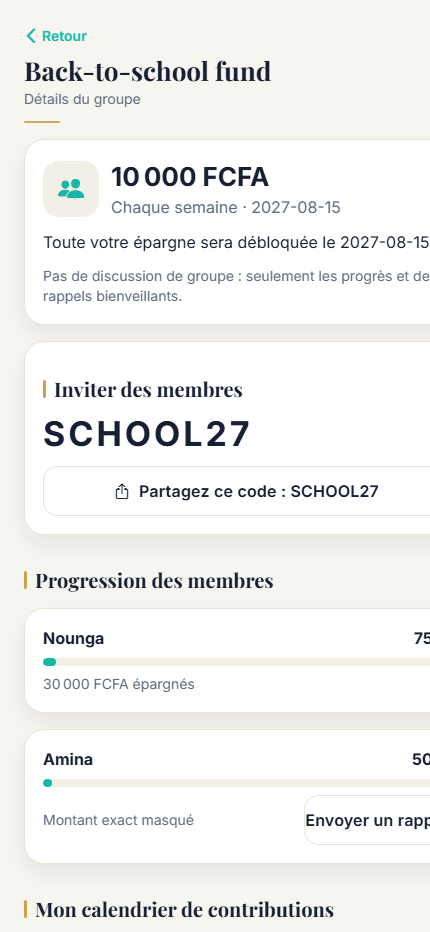 Retour
Back-to-school fund
Détails du groupe
10 000 FCFA
Chaque semaine · 2027-08-15
Toute votre épargne sera débloquée le 2027-08-15
Pas de discussion de groupe : seulement les progrès et de
rappels bienveillants.
Inviter des membres
SCHOOL27
Partagez ce code : SCHOOL27
Progression des membres
Nounga 75
30 000 FCFA épargnés
Amina 50
Montant exact masqué Envoyer un rapp
Mon calendrier de contributions